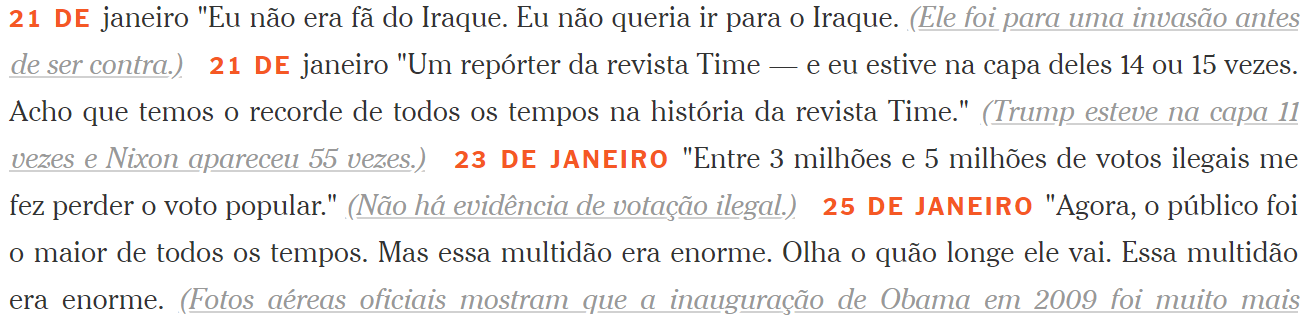 21 DE janeiro "Eu não era fã do Iraque. Eu não queria ir para o Iraque. (Ele foi para uma invasão antes
de ser contra.) 21 DE janeiro "Um repórter da revista Time — e eu estive na capa deles 14 ou 15 vezes.
Acho que temos o recorde de todos os tempos na história da revista Time." (Trump esteve na capa 11
vezes e Nixon apareceu 55 vezes.) 23 DE JANEIRO "Entre 3 milhões e 5 milhões de votos ilegais me
fez perder o voto popular." (Não há evidência de votação ilegal.) 25 DE JANEIRO "Agora, o público foi
o maior de todos os tempos. Mas essa multidão era enorme. Olha o quão longe ele vai. Essa multidão
era enorme. (Fotos aéreas oficiais mostram que a inauguração de Obama em 2009 foi muito mais